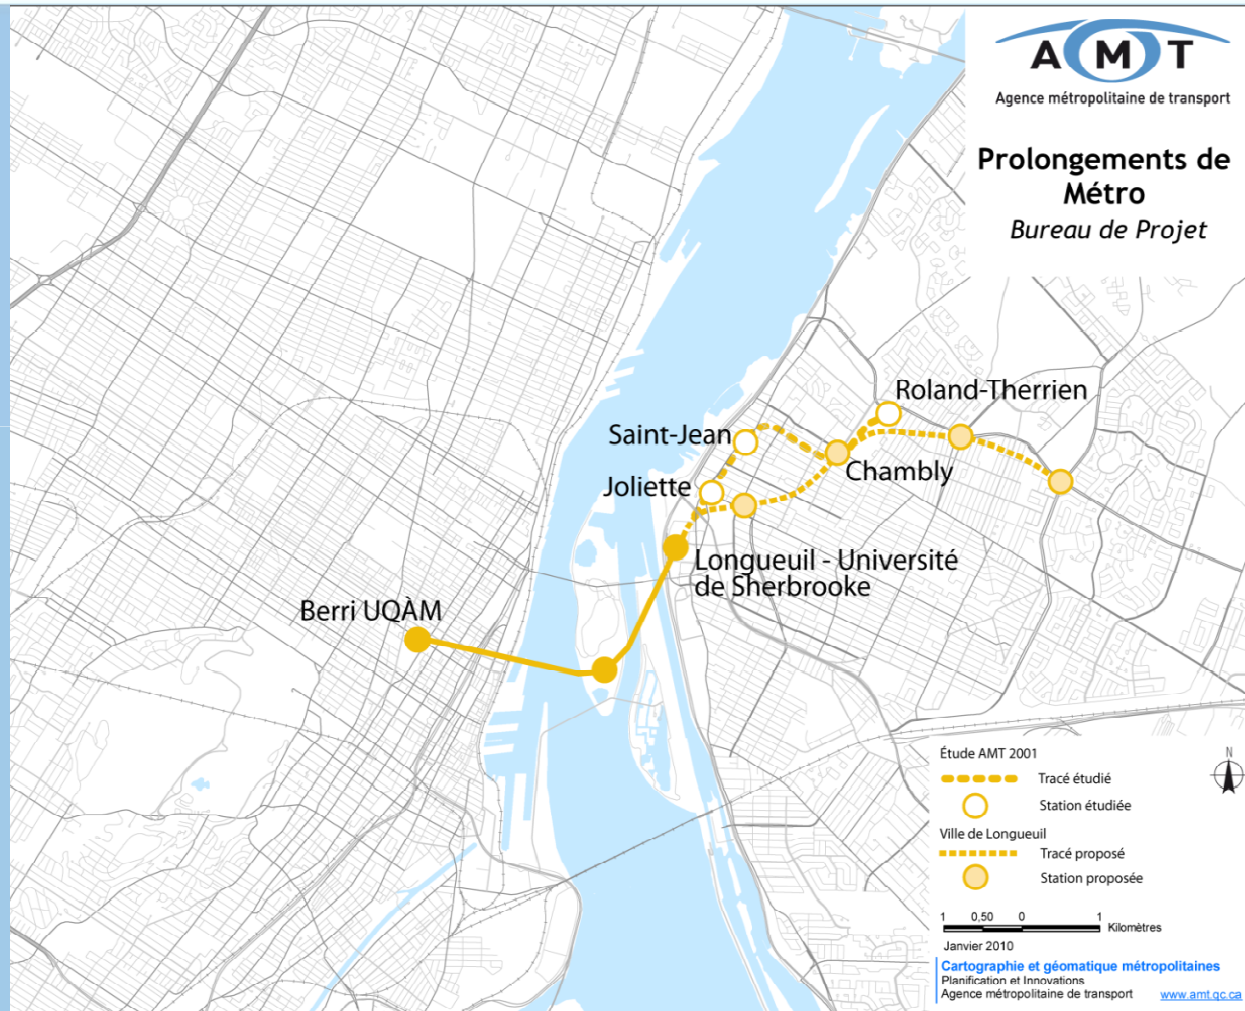 AMT
Agence métropolitaine de transport
Prolongements de
Métro
Bureau de Projet
Roland-Therrien
Saint-Jean
Chambly
Joliette
Longueuil - Université
de Sherbrooke
Berri UQÀM
Étude AMT 2001
Tracé étudié
Station étudiée
Ville de Longueuil
Tracé proposé
Station proposée
N
1 0,50 0 1
Kilomètres
Janvier 2010
Cartographie et géomatique métropolitaines
Planification et Innovations
Agence métropolitaine de transport www.amt.qc.ca